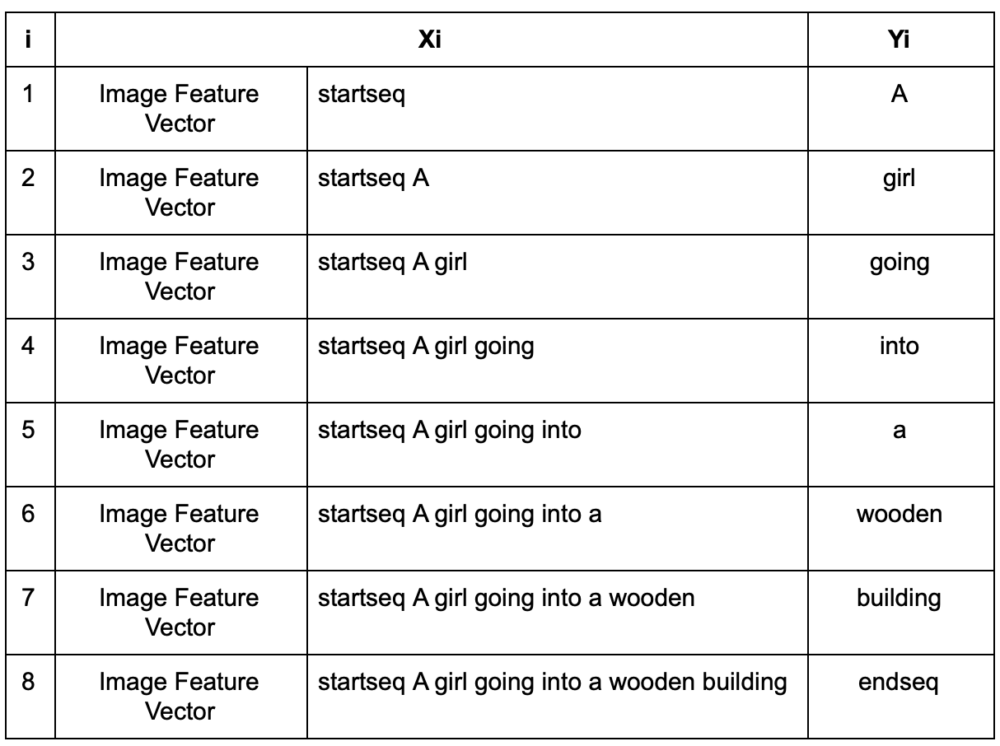 i Xi Yi
1 Image Feature Vector startseq A
2 Image Feature Vector startseq A girl
3 Image Feature Vector startseq A girl going
4 Image Feature Vector startseq A girl going into
5 Image Feature Vector startseq A girl going into a
6 Image Feature Vector startseq A girl going into a wooden
7 Image Feature Vector startseq A girl going into a wooden building
8 Image Feature Vector startseq A girl going into a wooden building endseq